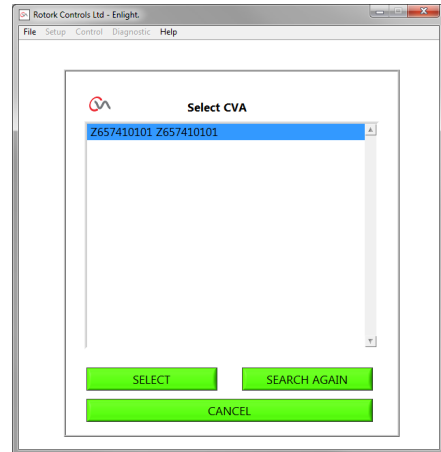 Rotork Controls Ltd - Enlight.
File Setup Control Diagnostic Help
Select CVA
Z657410101 Z657410101
SELECT
SEARCH AGAIN
CANCEL